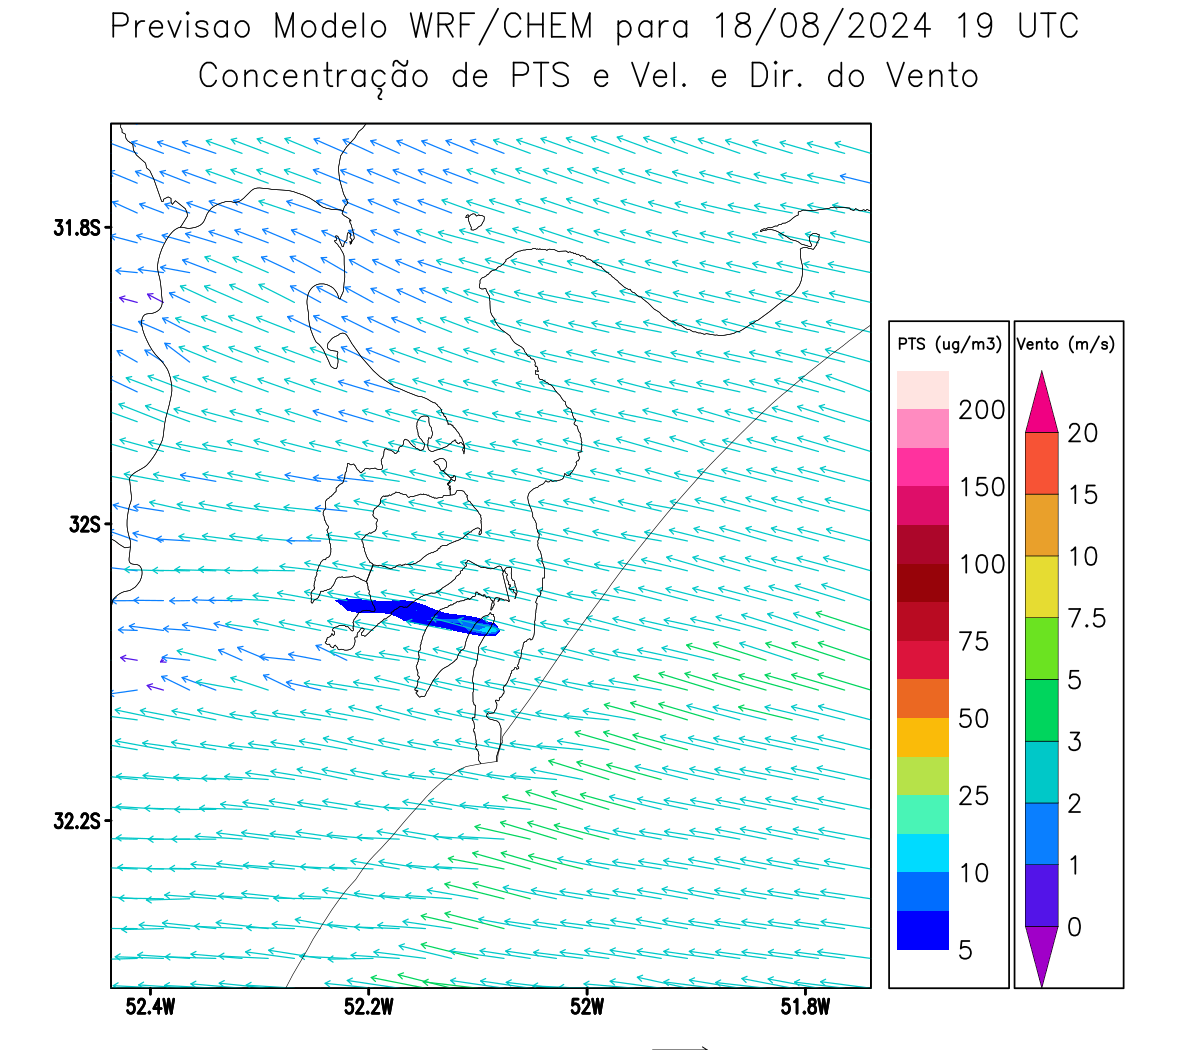 Previsao Modelo WRF/CHEM para 18/08/2024 19 UTC
Concentração de PTS e Vel. e Dir. do Vento
31.8S
32S
32.2S
52.4W 52.2W 52W 51.8W
PTS (ug/m3)
200
150
100
75
50
25
10
5
Vento (m/s)
20
15
10
7.5
5
3
2
1
0